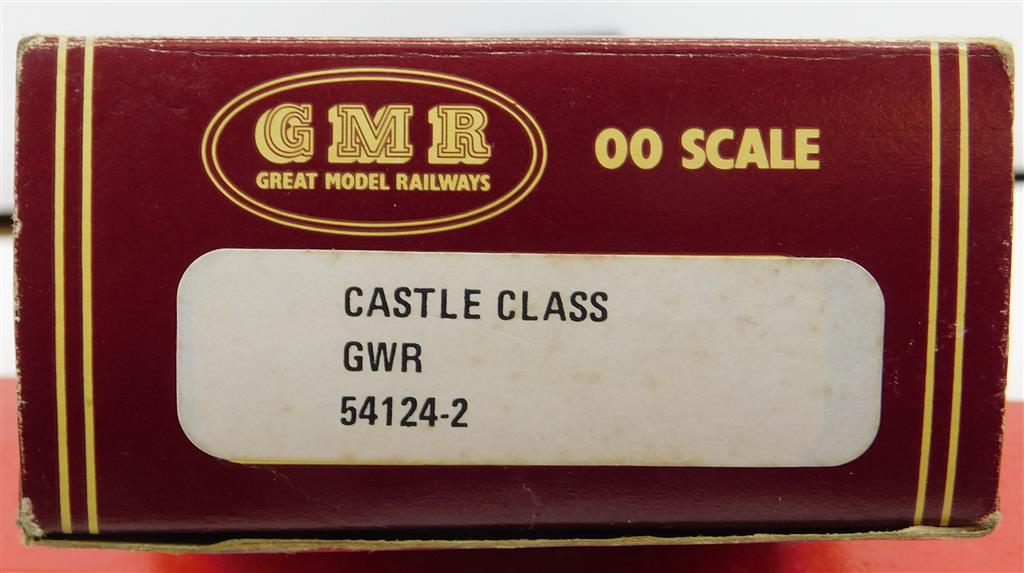 GMR
GREAT MODEL RAILWAYS
00 SCALE
CASTLE CLASS
GWR
54124-2